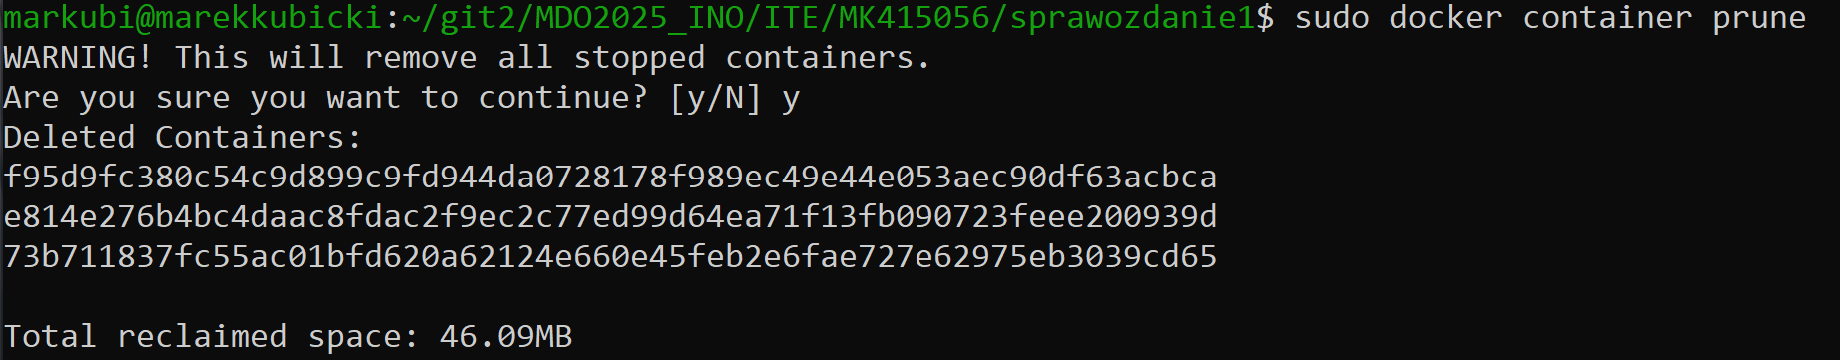 markubi@marekkubicki:~/git2/MDO2025_INO/ITE/MK415056/sprawozdanie1$ sudo docker container prune
WARNING! This will remove all stopped containers.
Are you sure you want to continue? [y/N] y
Deleted Containers:
f95d9fc380c54c9d899c9fd944da0728178f989ec49e44e053aec90df63acbca
e814e276b4bc4daac8fdac2f9ec2c77ed99d64ea71f13fb090723feee200939d
73b711837fc55ac01bfd620a62124e660e45feb2e6fae727e62975eb3039cd65
Total reclaimed space: 46.09MB